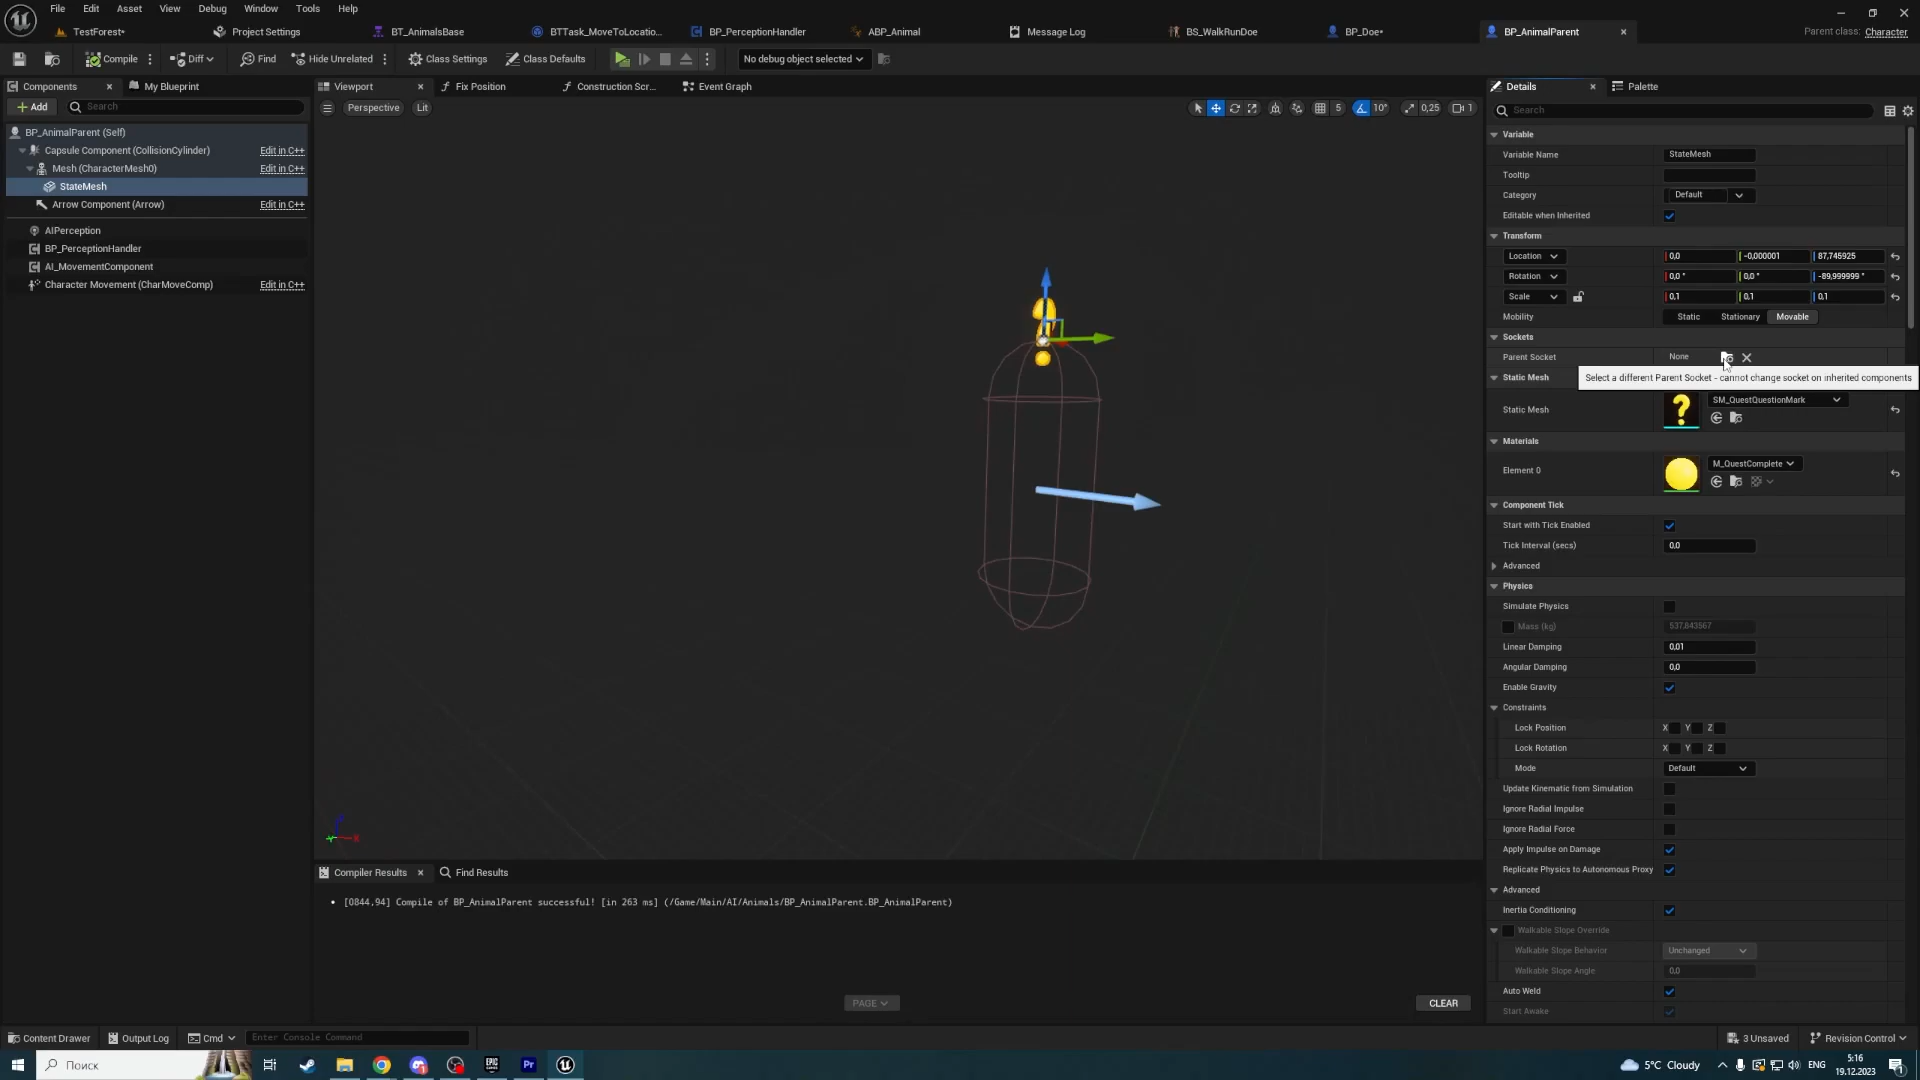 File Edit Asset View Debug Window Tools Help
TestForest* Project Settings BT_AnimalsBase BTTask_MoveToLocatio... BP_PerceptionHandler ABP_Animal Message Log BS_WalkRunDoe BP_Doe* BP_AnimalParent Parent class: Character
Compile Diff Find Hide Unrelated Class Settings Class Defaults No debug object selected
Components My Blueprint Viewport Fix Position Construction Scr... Event Graph Details Palette
Add Search Perspective Lit 5 10° 0,25 1 Search
BP_AnimalParent (Self)
Capsule Component (CollisionCylinder) Edit in C++
Mesh (CharacterMesh0) Edit in C++
StateMesh
Arrow Component (Arrow) Edit in C++
AIPerception
BP_PerceptionHandler
AI_MovementComponent
Character Movement (CharMoveComp) Edit in C++
Variable
Variable Name StateMesh
Tooltip
Category Default
Editable when Inherited
Transform
Location 0,0 -0,000001 87,745925
Rotation 0,0 ° 0,0 ° -89,999999 °
Scale 0,1 0,1 0,1
Mobility Static Stationary Movable
Sockets
Parent Socket None
Select a different Parent Socket - cannot change socket on inherited components
Static Mesh
Static Mesh SM_QuestQuestionMark
Materials
Element 0 M_QuestComplete
Component Tick
Start with Tick Enabled
Tick Interval (secs) 0,0
Advanced
Physics
Simulate Physics
Mass (kg) 537,843567
Linear Damping 0,01
Angular Damping 0,0
Enable Gravity
Constraints
Lock Position X Y Z
Lock Rotation X Y Z
Mode Default
Update Kinematic from Simulation
Ignore Radial Impulse
Ignore Radial Force
Apply Impulse on Damage
Replicate Physics to Autonomous Proxy
Advanced
Inertia Conditioning
Walkable Slope Override
Walkable Slope Behavior Unchanged
Walkable Slope Angle 0,0
Auto Weld
Start Awake
Compiler Results Find Results
[0844,94] Compile of BP_AnimalParent successful! [in 263 ms] (/Game/Main/AI/Animals/BP_AnimalParent.BP_AnimalParent)
PAGE CLEAR
Content Drawer Output Log Cmd Enter Console Command 3 Unsaved Revision Control
Поиск 5°C Cloudy ENG 5:16
19.12.2023